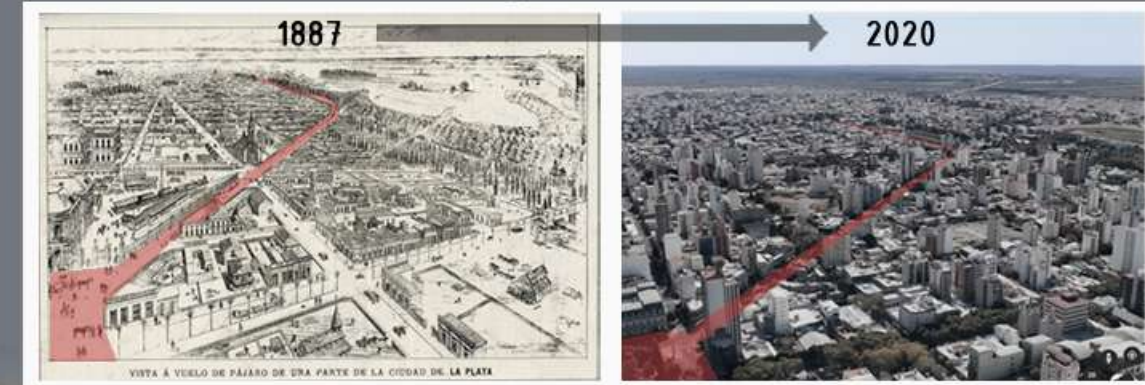 1887
2020
VISTA Á VUELO DE PÁJARO DE UNA PARTE DE LA CIUDAD DE LA PLATA